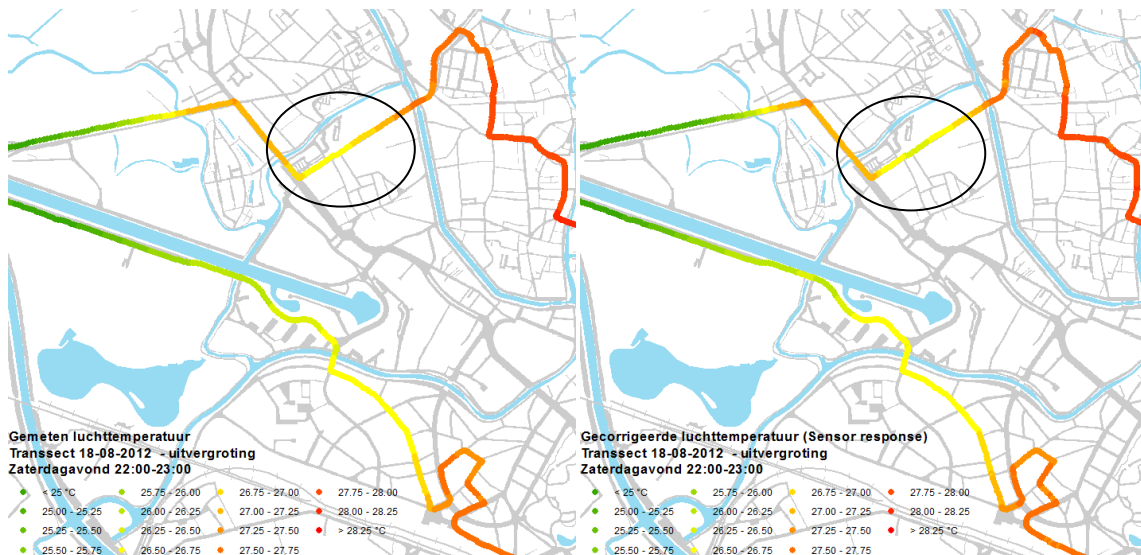 Gemeten luchttemperatuur
Transsect 18-08-2012 - uitvergroting
Zaterdagavond 22:00-23:00
< 25 °C
25.00 - 25.25
25.25 - 25.50
25.50 - 25.75
25.75 - 26.00
26.00 - 26.25
26.25 - 26.50
26.50 - 26.75
26.75 - 27.00
27.00 - 27.25
27.25 - 27.50
27.50 - 27.75
27.75 - 28.00
28.00 - 28.25
> 28.25 °C
Gecorrigeerde luchttemperatuur (Sensor response)
Transsect 18-08-2012 - uitvergroting
Zaterdagavond 22:00-23:00
< 25 °C
25.00 - 25.25
25.25 - 25.50
25.50 - 25.75
25.75 - 26.00
26.00 - 26.25
26.25 - 26.50
26.50 - 26.75
26.75 - 27.00
27.00 - 27.25
27.25 - 27.50
27.50 - 27.75
27.75 - 28.00
28.00 - 28.25
> 28.25 °C